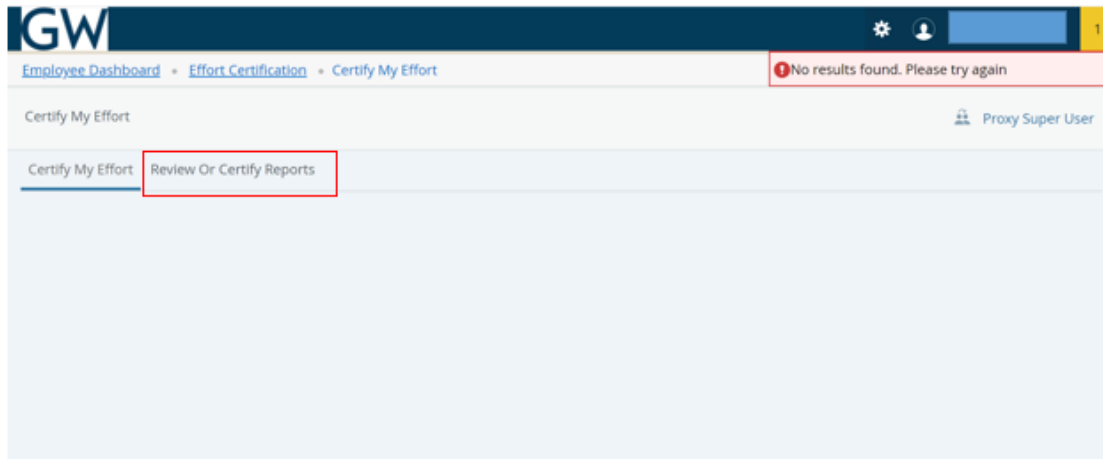 GW
1
Employee Dashboard • Effort Certification • Certify My Effort
No results found. Please try again
Certify My Effort
Proxy Super User
Certify My Effort Review Or Certify Reports